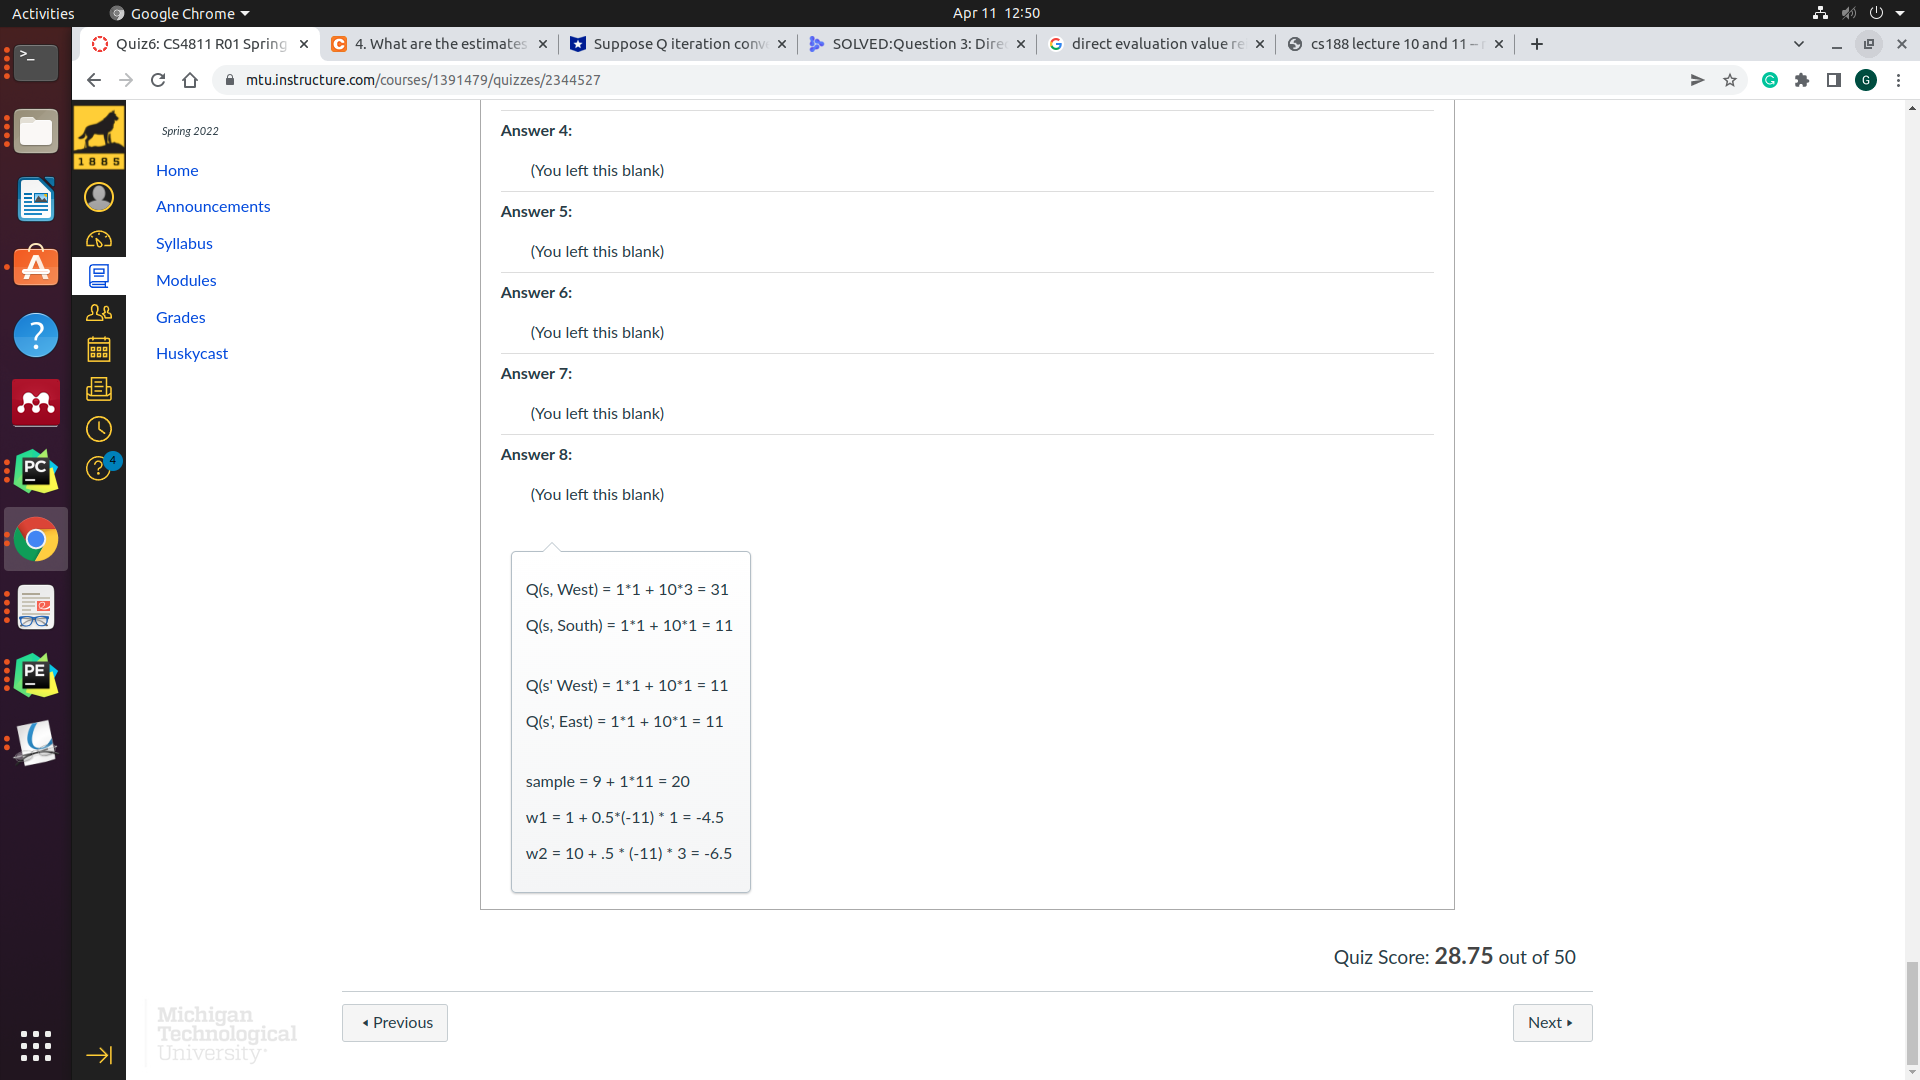 Activities
Google Chrome
Apr 11 12:50
Quiz6: CS4811 R01 Spring
4. What are the estimates
Suppose Q iteration conv
SOLVED:Question 3: Dire
direct evaluation value re
cs188 lecture 10 and 11 –
mtu.instructure.com/courses/1391479/quizzes/2344527
G
1885
Spring 2022
Home
Announcements
Syllabus
Modules
Grades
Huskycast
4
PC
PE
Answer 4:
(You left this blank)
Answer 5:
(You left this blank)
Answer 6:
(You left this blank)
Answer 7:
(You left this blank)
Answer 8:
(You left this blank)
Q(s, West) = 1*1 + 10*3 = 31
Q(s, South) = 1*1 + 10*1 = 11
Q(s' West) = 1*1 + 10*1 = 11
Q(s', East) = 1*1 + 10*1 = 11
sample = 9 + 1*11 = 20
w1 = 1 + 0.5*(-11) * 1 = -4.5
w2 = 10 + .5 * (-11) * 3 = -6.5
Quiz Score: 28.75 out of 50
Previous
Next
Michigan
Technological
University